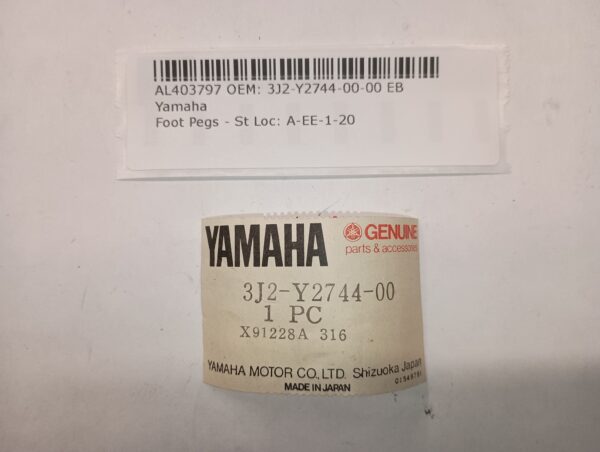 AL403797 OEM: 3J2-Y2744-00-00 EB
Yamaha
Foot Pegs - St Loc: A-EE-1-20
YAMAHA GENUINE
parts & accessories
3J2-Y2744-00
1 PC
X91228A 316
YAMAHA MOTOR CO., LTD. Shizuoka Japan
MADE IN JAPAN